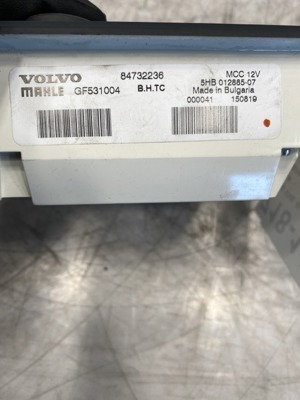 VOLVO 84732236 MCC 12V
MAHLE GF531004 B.H.TC 5HB 012885-07
Made in Bulgaria
000041 150819